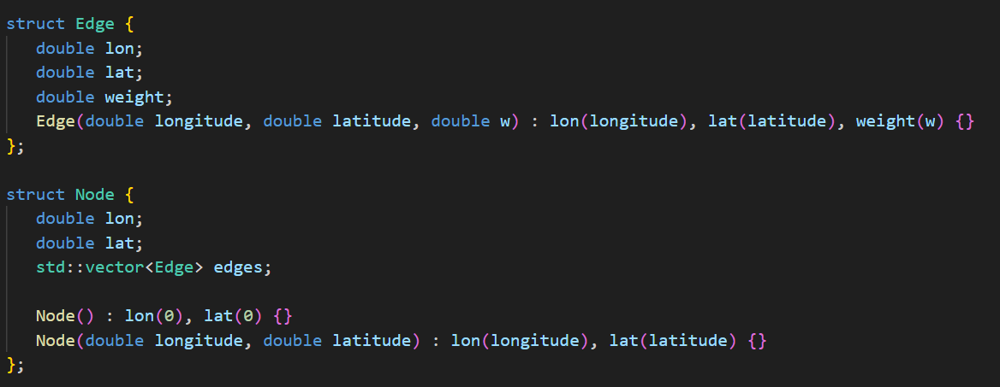 struct Edge {
double lon;
double lat;
double weight;
Edge(double longitude, double latitude, double w) : lon(longitude), lat(latitude), weight(w) {}
};
struct Node {
double lon;
double lat;
std::vector<Edge> edges;
Node() : lon(0), lat(0) {}
Node(double longitude, double latitude) : lon(longitude), lat(latitude) {}
};